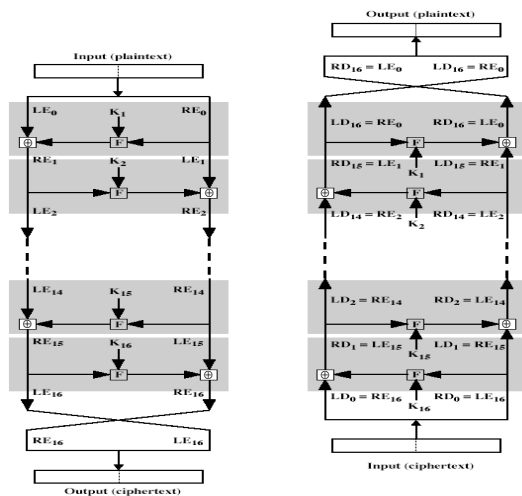 Input (plaintext)
LE0 K1 RE0
F
RE1 K2 LE1
F
LE2 RE2
LE14 K15 RE14
F
RE15 K16 LE15
F
LE16 RE16
RE16 LE16
Output (ciphertext)
Output (plaintext)
RD16 = LE0 LD16 = RE0
LD16 = RE0 RD16 = LE0
F
RD15 = LE1 K1 LD15 = RE1
F
LD14 = RE2 K2 RD14 = LE2
LD2 = RE14 RD2 = LE14
F
RD1 = LE15 K15 LD1 = RE15
F
LD0 = RE16 K16 RD0 = LE16
Input (ciphertext)